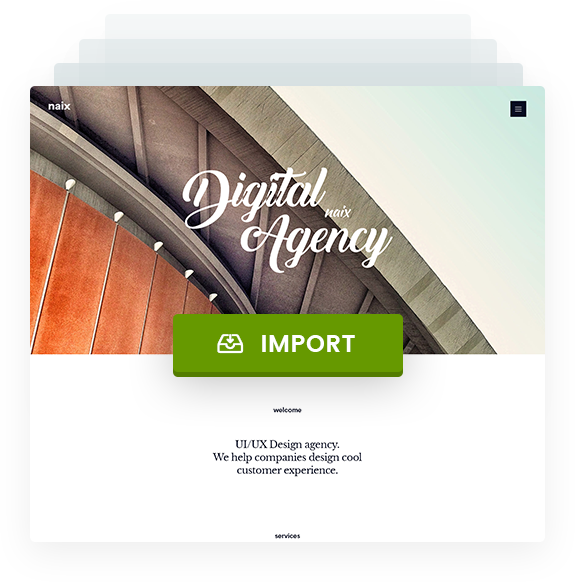 naix
Digital
naix
Agency
IMPORT
welcome
UI/UX Design agency.
We help companies design cool
customer experience.
services